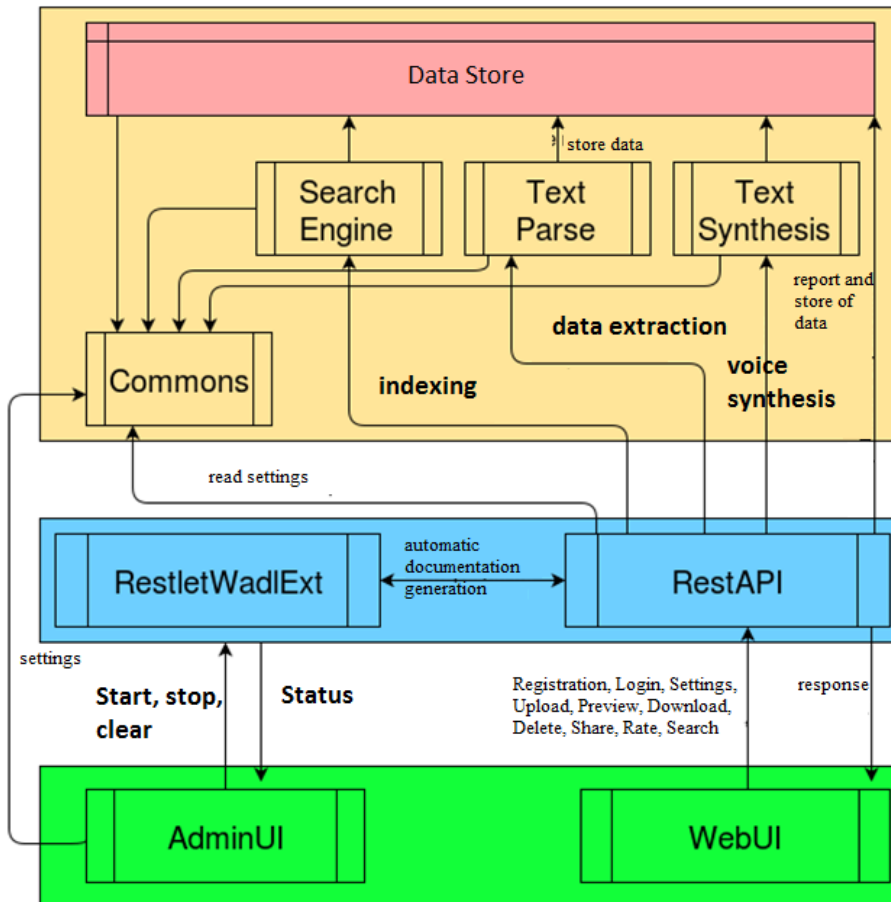 Data Store
store data
Search
Engine
Text
Parse
Text
Synthesis
report and
store of
data
data extraction
voice
synthesis
Commons
indexing
read settings
RestletWadlExt
automatic
documentation
generation
RestAPI
settings
Start, stop,
clear
Status
Registration, Login, Settings,
Upload, Preview, Download,
Delete, Share, Rate, Search
response
AdminUI
WebUI